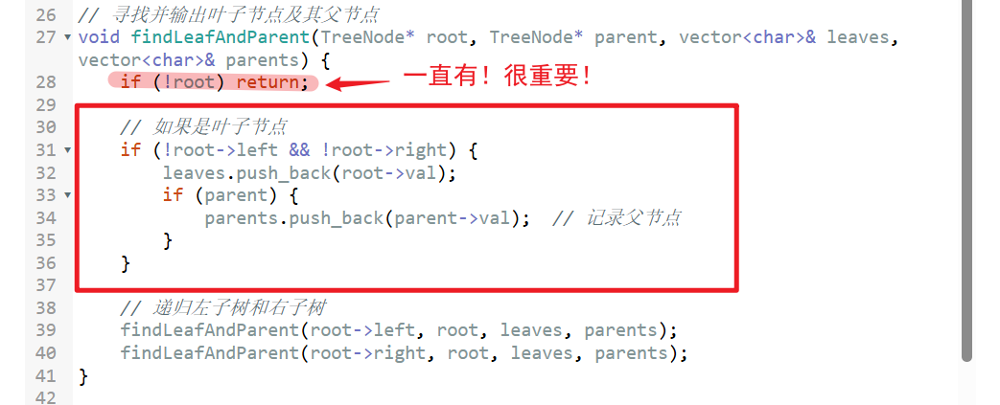 26 // 寻找并输出叶子节点及其父节点
27 void findLeafAndParent(TreeNode* root, TreeNode* parent, vector<char>& leaves,
vector<char>& parents) {
28 if (!root) return; 一直有！很重要！
29
30 // 如果是叶子节点
31 if (!root->left && !root->right) {
32 leaves.push_back(root->val);
33 if (parent) {
34 parents.push_back(parent->val); // 记录父节点
35 }
36 }
37
38 // 递归左子树和右子树
39 findLeafAndParent(root->left, root, leaves, parents);
40 findLeafAndParent(root->right, root, leaves, parents);
41 }
42